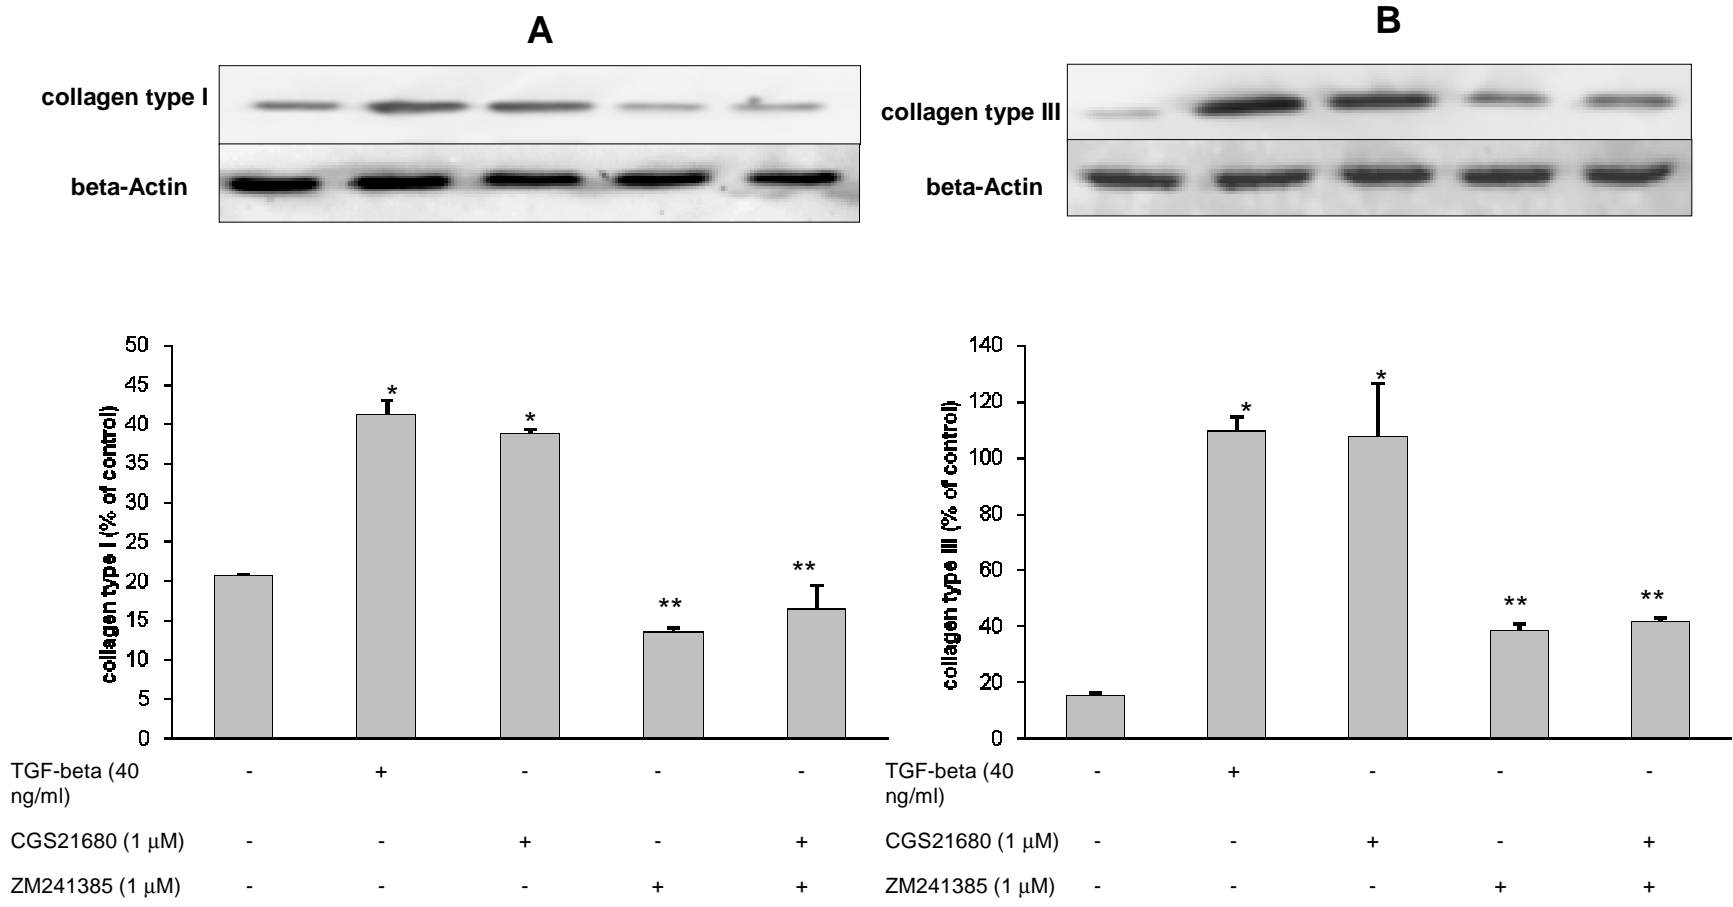 A
collagen type I
beta-Actin
50
45
40
35
30
25
20
15
10
5
0
collagen type I (% of control)
*
*
**
**
TGF-beta (40 - + - - -
ng/ml)
CGS21680 (1 μM) - - + - +
ZM241385 (1 μM) - - - + +
B
collagen type III
beta-Actin
140
120
100
80
60
40
20
0
collagen type III (% of control)
*
*
**
**
TGF-beta (40 - + - - -
ng/ml)
CGS21680 (1 μM) - - + - +
ZM241385 (1 μM) - - - + +